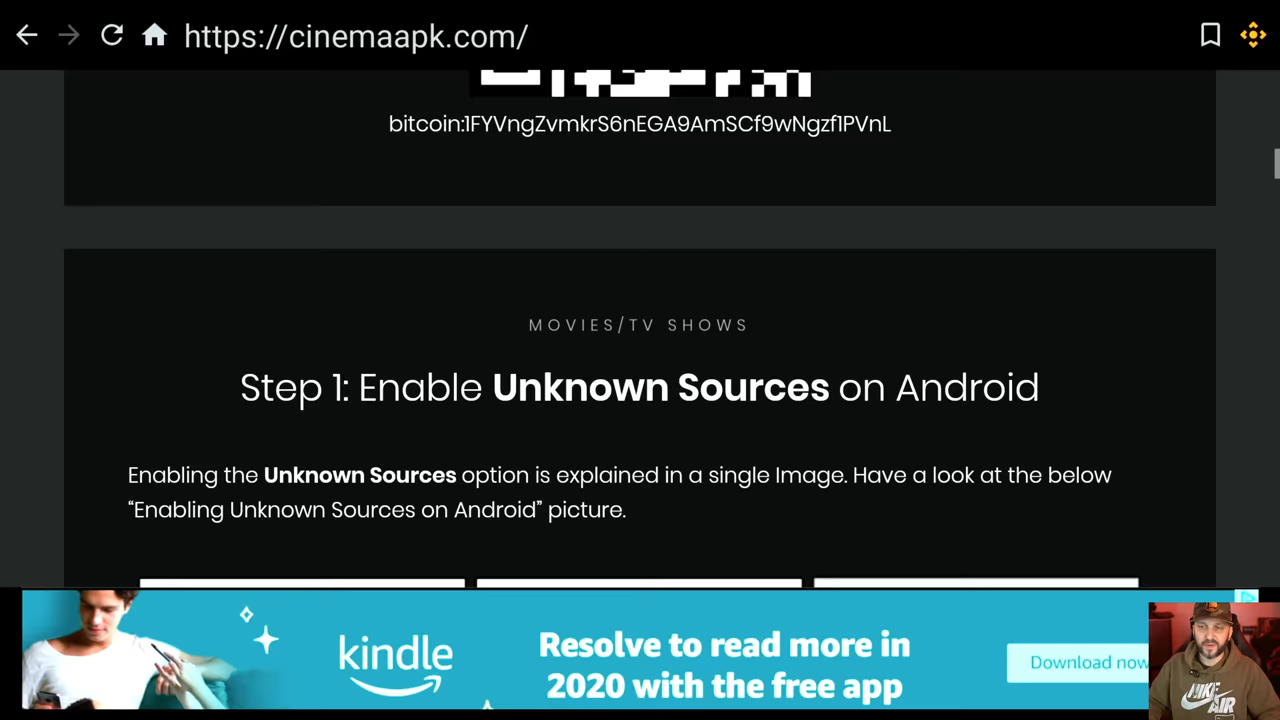 https://cinemaapk.com/
bitcoin:1FYVngZvmkrS6nEGA9AmSCf9wNgzf1PVnL
MOVIES/TV SHOWS
Step 1: Enable Unknown Sources on Android
Enabling the Unknown Sources option is explained in a single Image. Have a look at the below
“Enabling Unknown Sources on Android” picture.
kindle
Resolve to read more in
2020 with the free app
Download now
NIKE
AIR